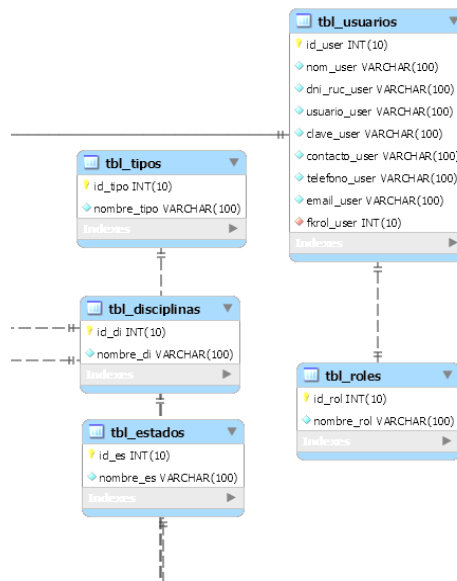 tbl_usuarios
id_user INT(10)
nom_user VARCHAR(100)
dni_ruc_user VARCHAR(100)
usuario_user VARCHAR(100)
clave_user VARCHAR(100)
contacto_user VARCHAR(100)
telefono_user VARCHAR(100)
email_user VARCHAR(100)
fkrol_user INT(10)
Indexes
tbl_tipos
id_tipo INT(10)
nombre_tipo VARCHAR(100)
Indexes
tbl_disciplinas
id_di INT(10)
nombre_di VARCHAR(100)
Indexes
tbl_roles
id_rol INT(10)
nombre_rol VARCHAR(100)
Indexes
tbl_estados
id_es INT(10)
nombre_es VARCHAR(100)
Indexes